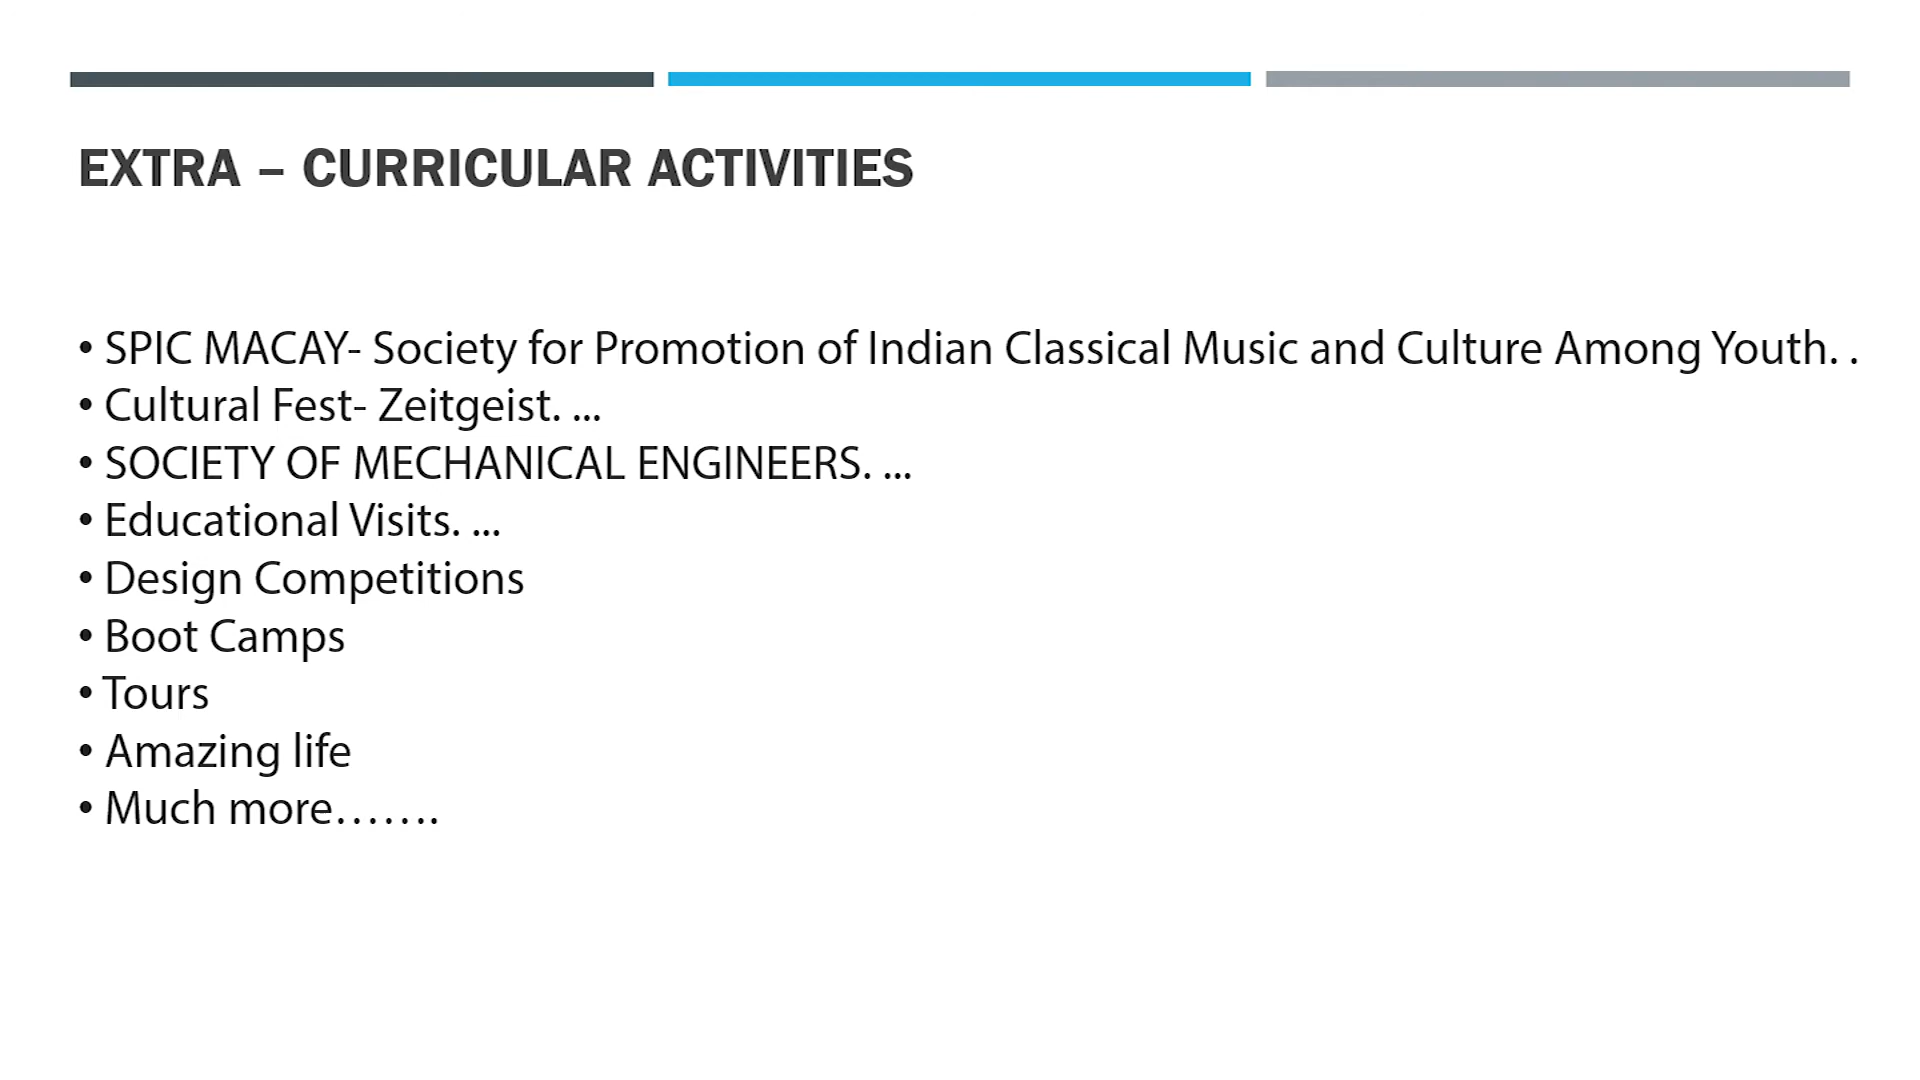 EXTRA – CURRICULAR ACTIVITIES
• SPIC MACAY- Society for Promotion of Indian Classical Music and Culture Among Youth. .
• Cultural Fest- Zeitgeist. ...
• SOCIETY OF MECHANICAL ENGINEERS. ...
• Educational Visits. ...
• Design Competitions
• Boot Camps
• Tours
• Amazing life
• Much more…….